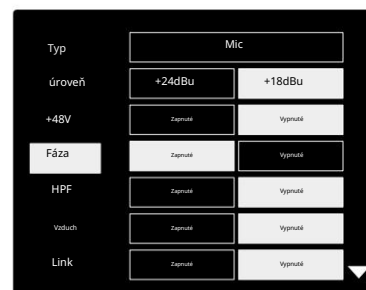 Typ Mic
úroveň +24dBu +18dBu
+48V Zapnuté Vypnuté
Fáza Zapnuté Vypnuté
HPF Zapnuté Vypnuté
Vzduch Zapnuté Vypnuté
Link Zapnuté Vypnuté